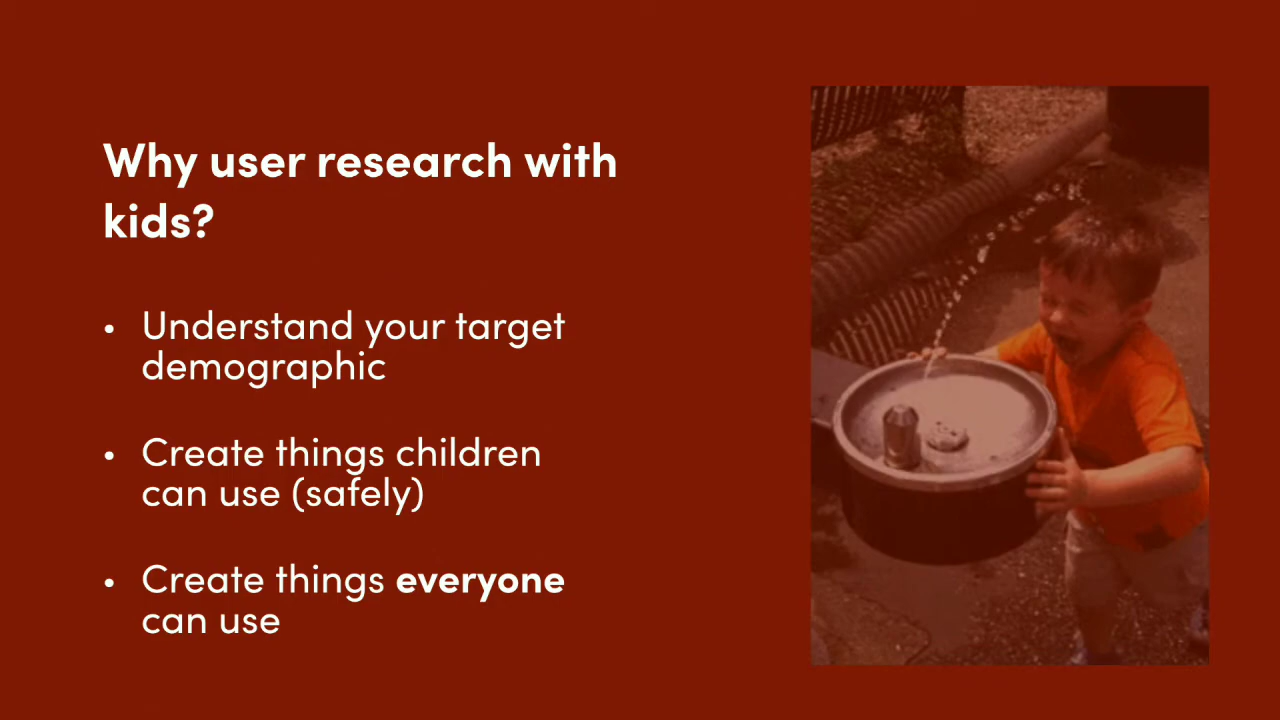 Why user research with
kids?
• Understand your target
demographic
• Create things children
can use (safely)
• Create things everyone
can use